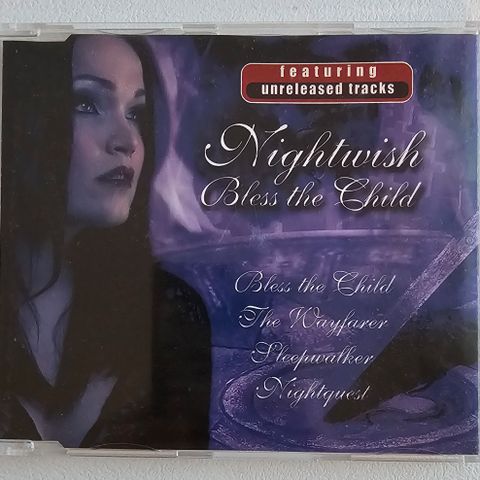 featuring
unreleased tracks
Nightwish
Bless the Child
Bless the Child
The Wayfarer
Sleepwalker
Nightquest